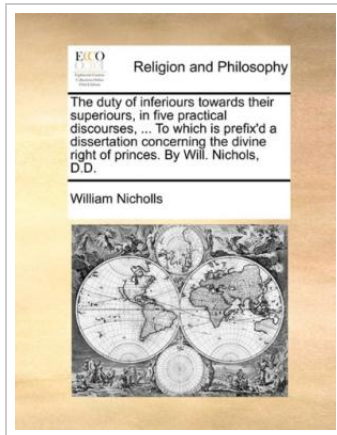 ECCO
Religion and Philosophy
The duty of inferiours towards their
superiours, in five practical
discourses, ... To which is prefix'd a
dissertation concerning the divine
right of princes. By Will. Nichols,
D.D.
William Nicholls